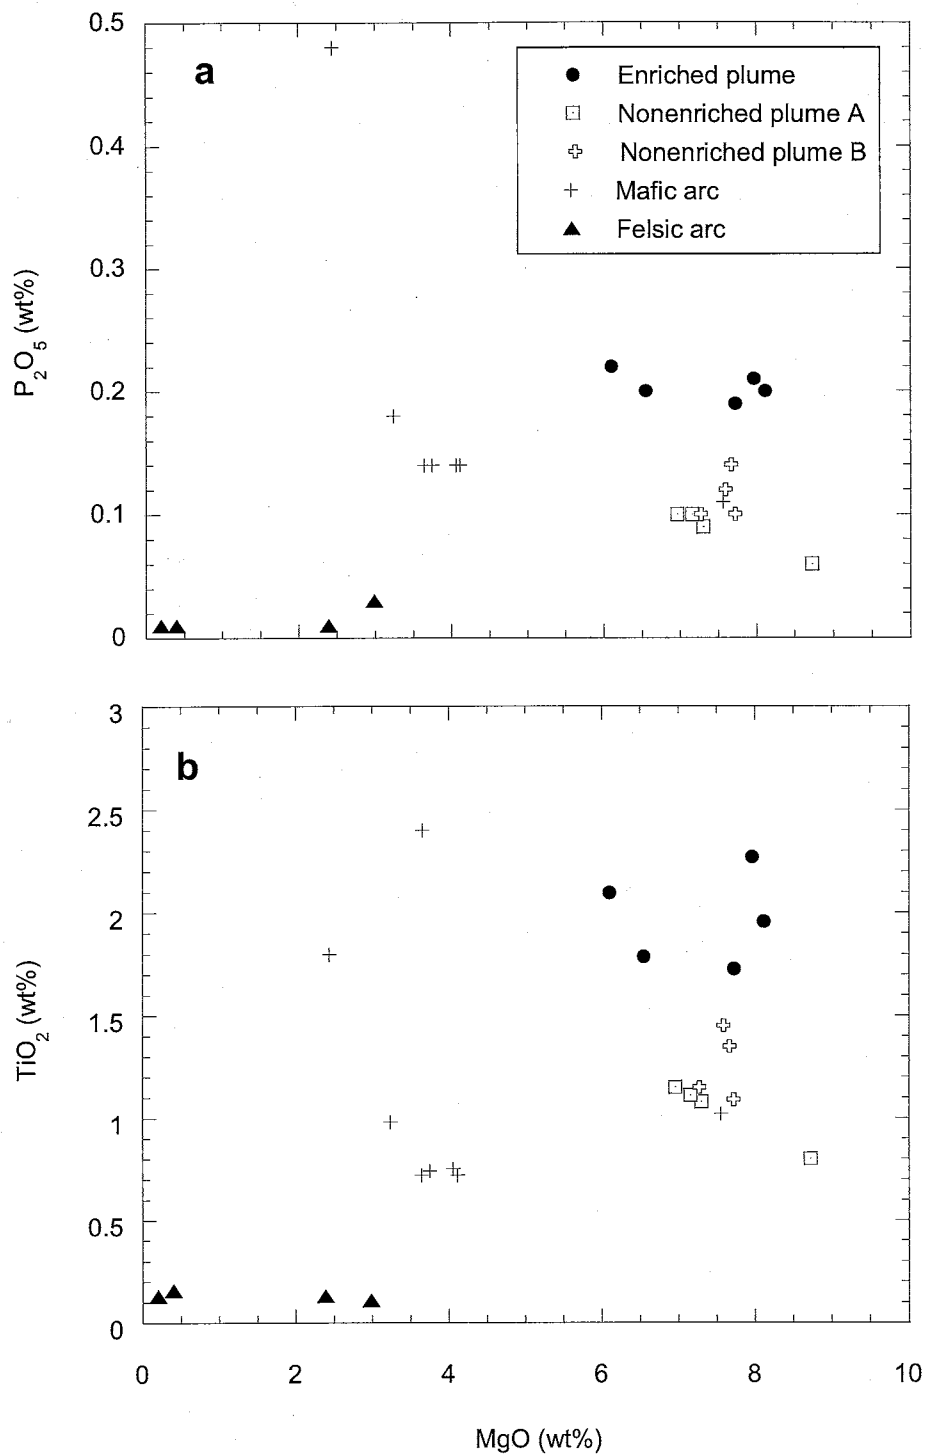 0.5
a
Enriched plume
Nonenriched plume A
Nonenriched plume B
Mafic arc
Felsic arc
0.4
0.3
0.2
0.1
0
P2O5 (wt%)
3
b
2.5
2
1.5
1
0.5
0
TiO2 (wt%)
0 2 4 6 8 10
MgO (wt%)